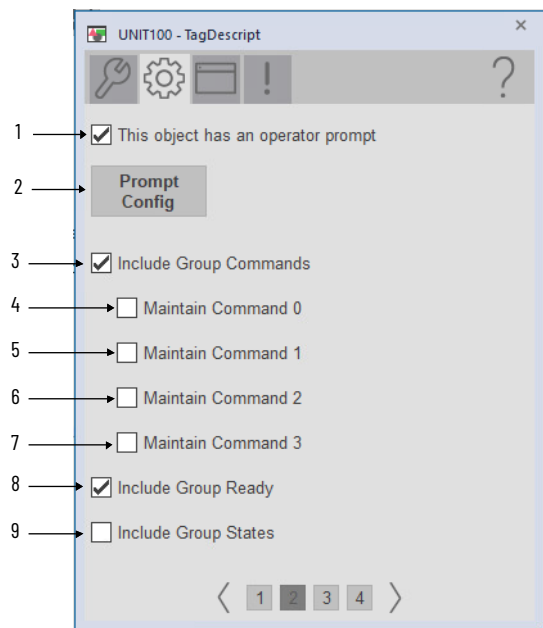 UNIT100 - TagDescript
×
!
?
1
This object has an operator prompt
2
Prompt
Config
3
Include Group Commands
4
Maintain Command 0
5
Maintain Command 1
6
Maintain Command 2
7
Maintain Command 3
8
Include Group Ready
9
Include Group States
1 2 3 4